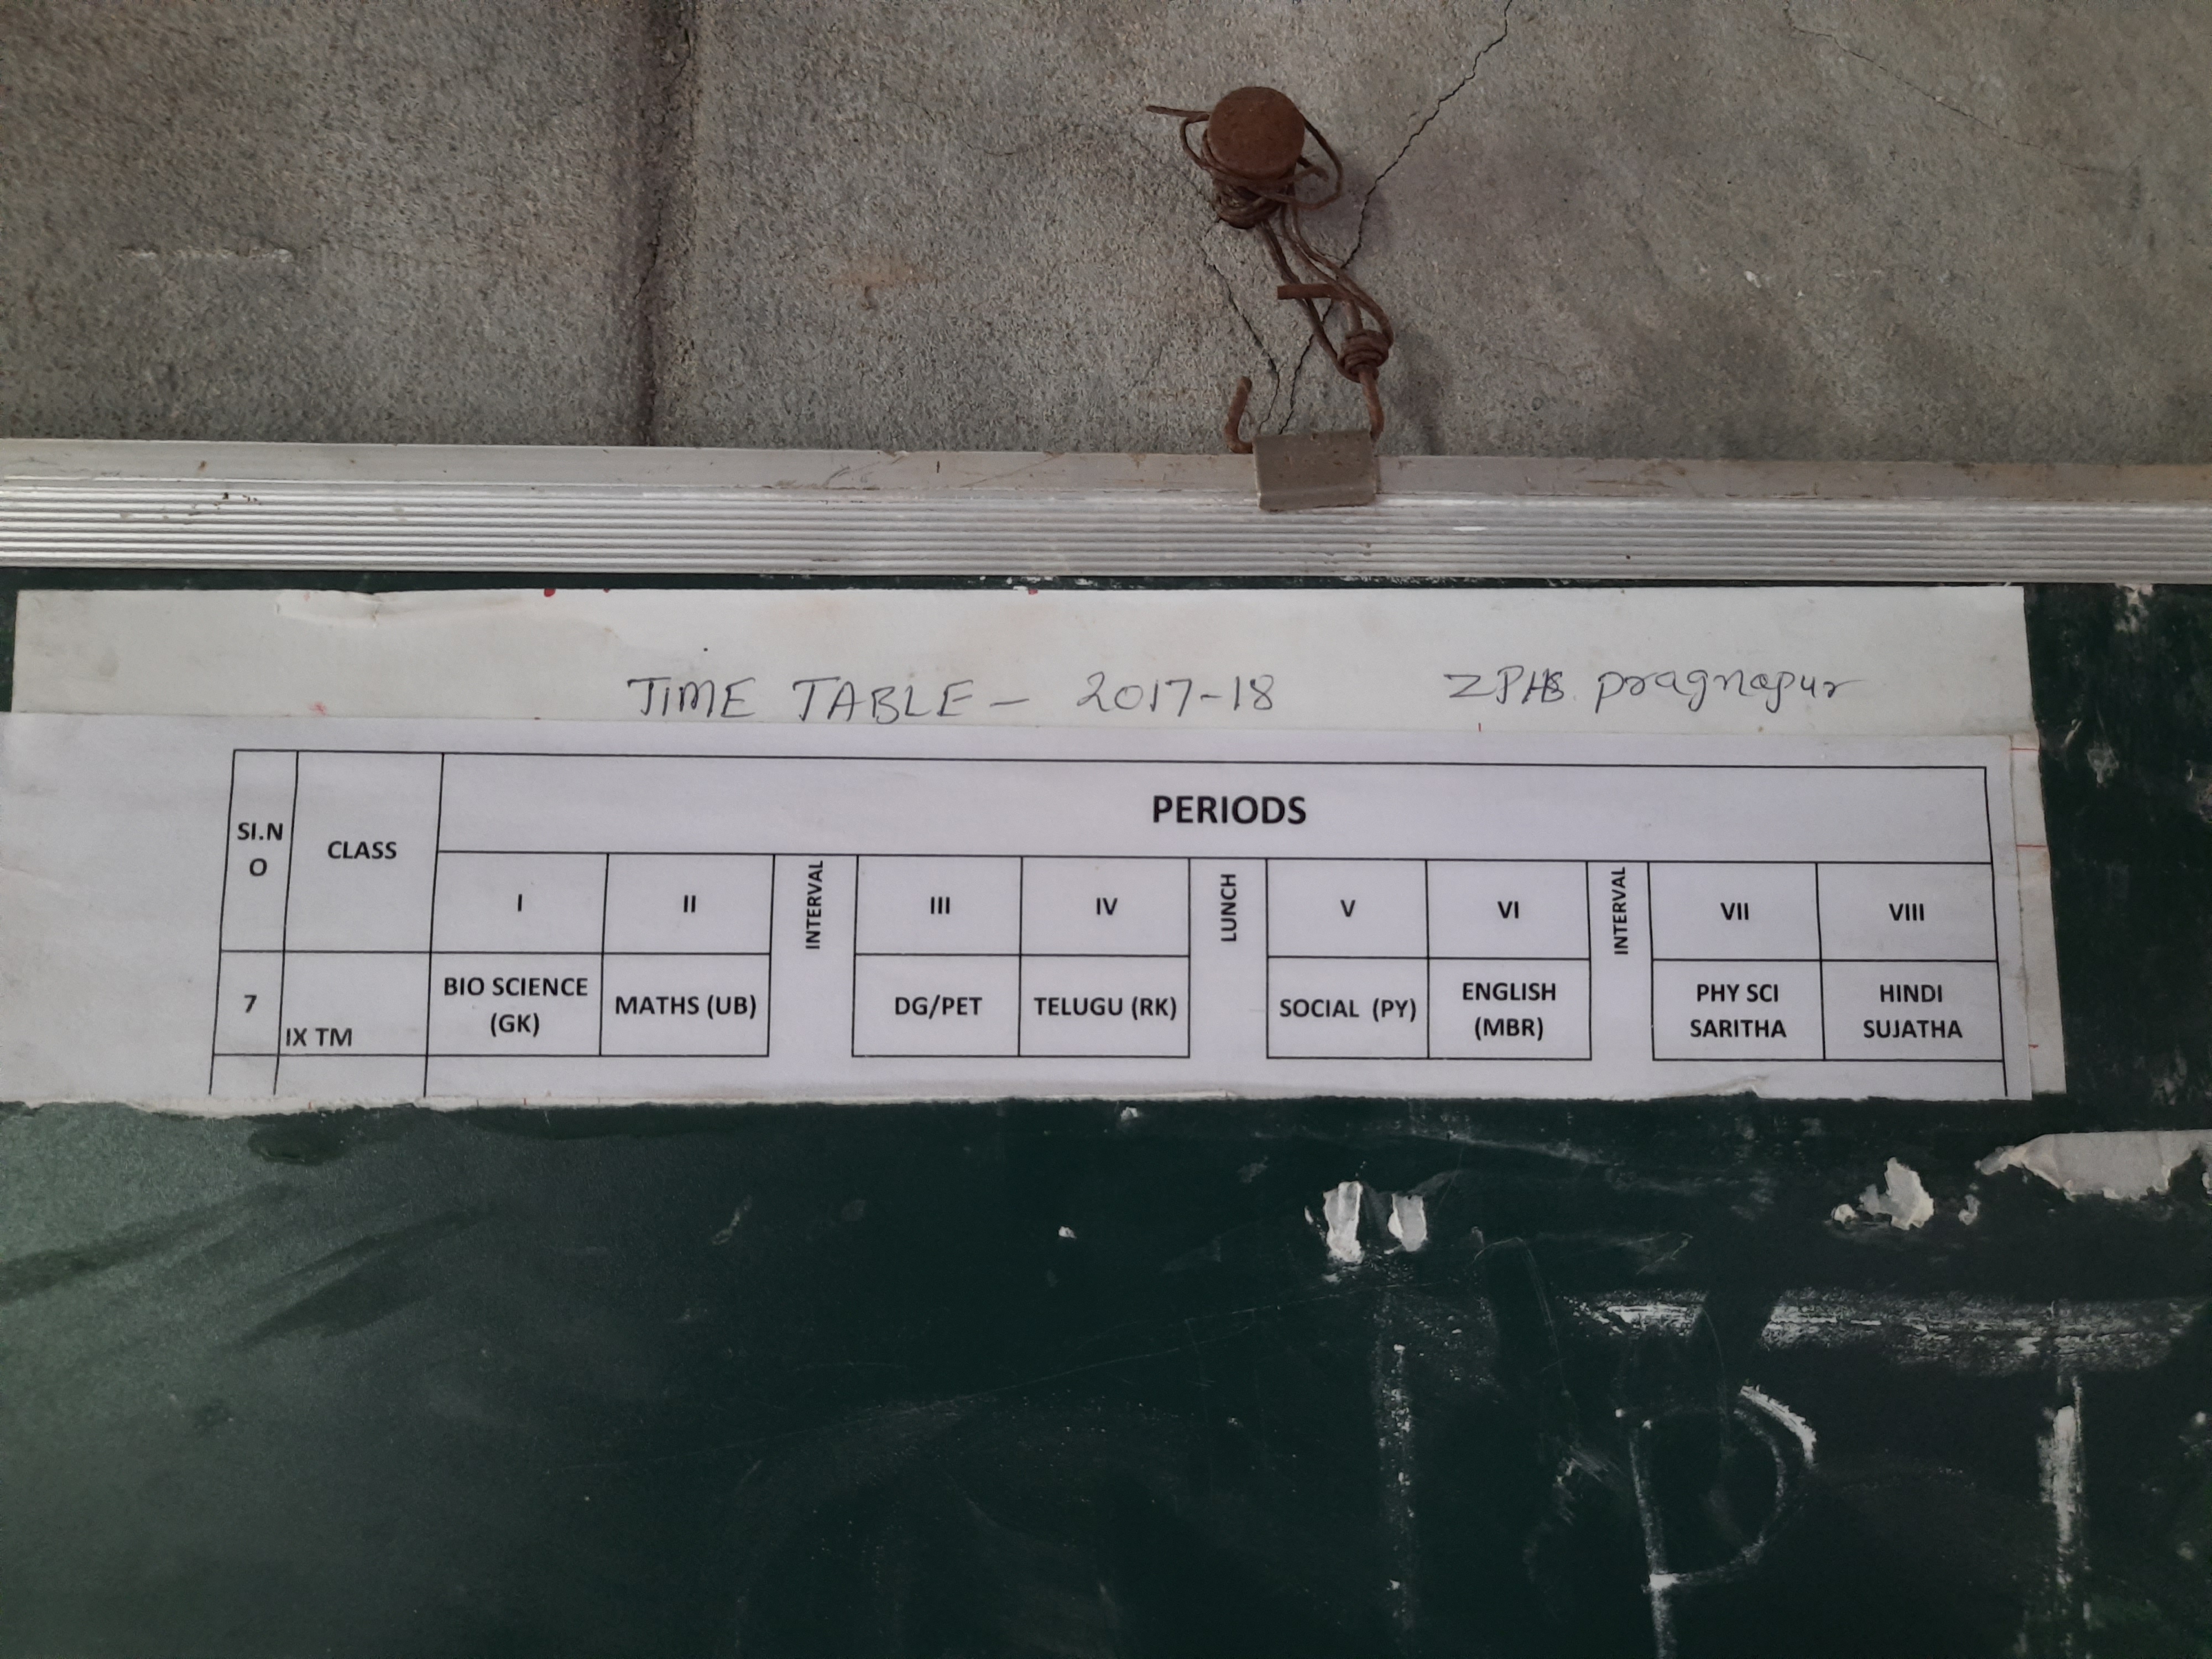 TIME TABLE - 2017-18 ZPHS pragnapur
SI.N
O
CLASS
PERIODS
I II INTERVAL III IV LUNCH V VI INTERVAL VII VIII
7 IX TM
BIO SCIENCE
(GK)
MATHS (UB)
DG/PET
TELUGU (RK)
SOCIAL (PY)
ENGLISH
(MBR)
PHY SCI
SARITHA
HINDI
SUJATHA
P